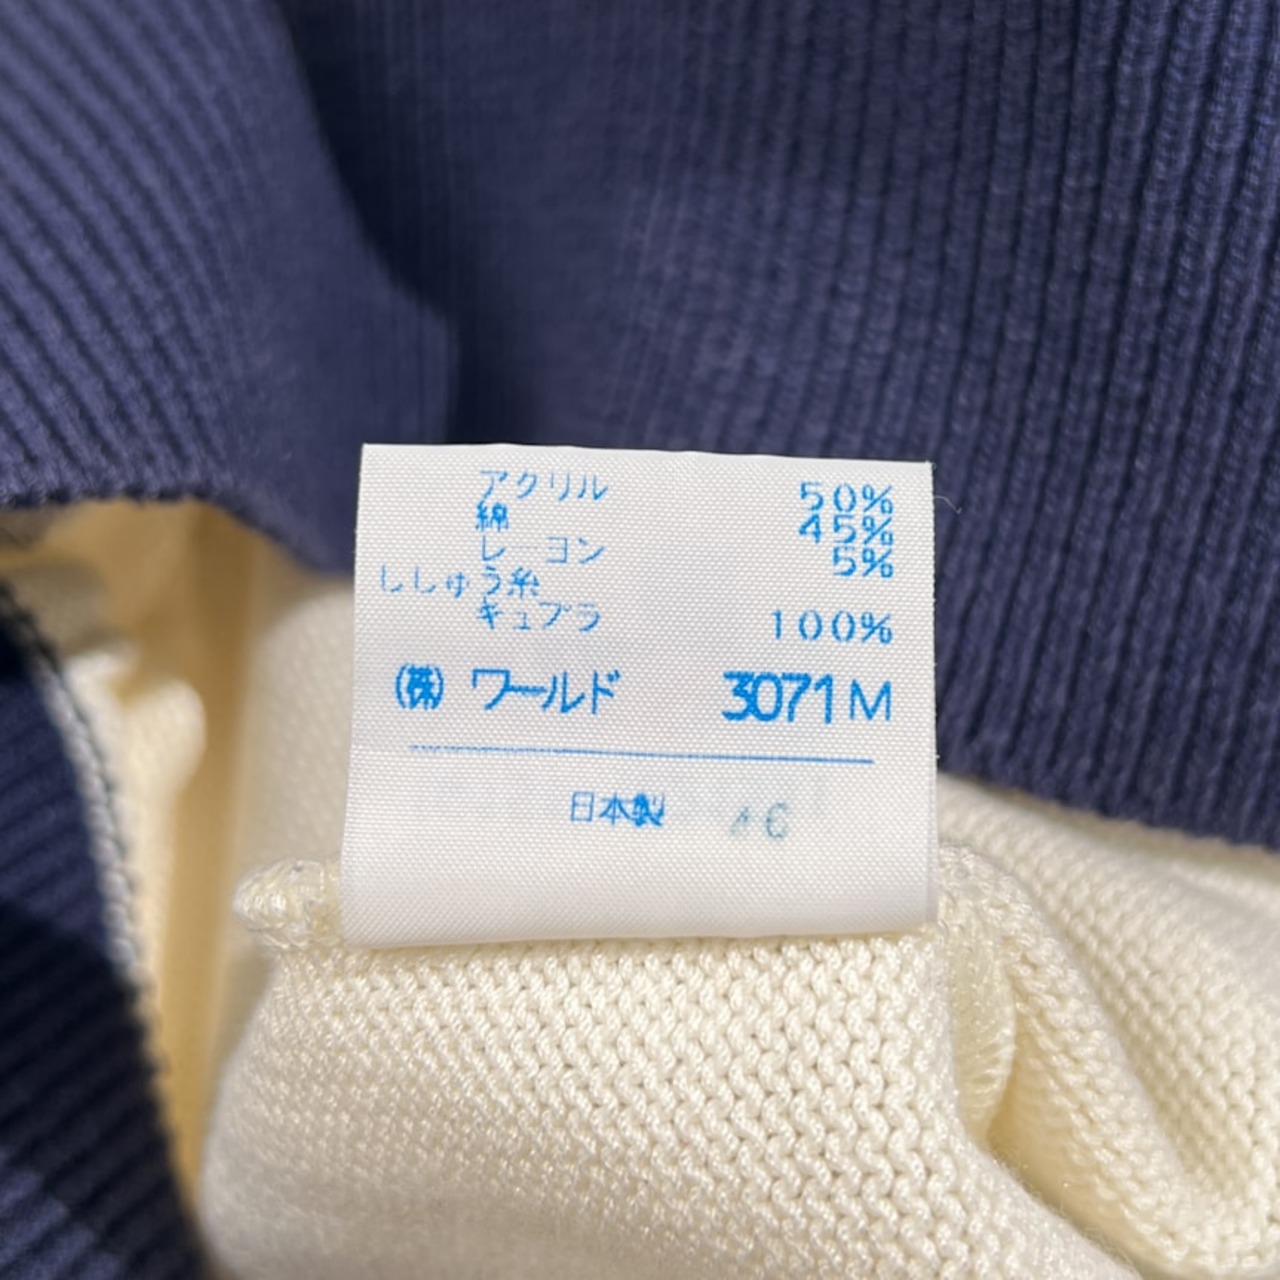 アクリル 50%
綿 45%
レーヨン 5%
ししゅう糸
キュプラ 100%
(株) ワールド 3071M
日本製